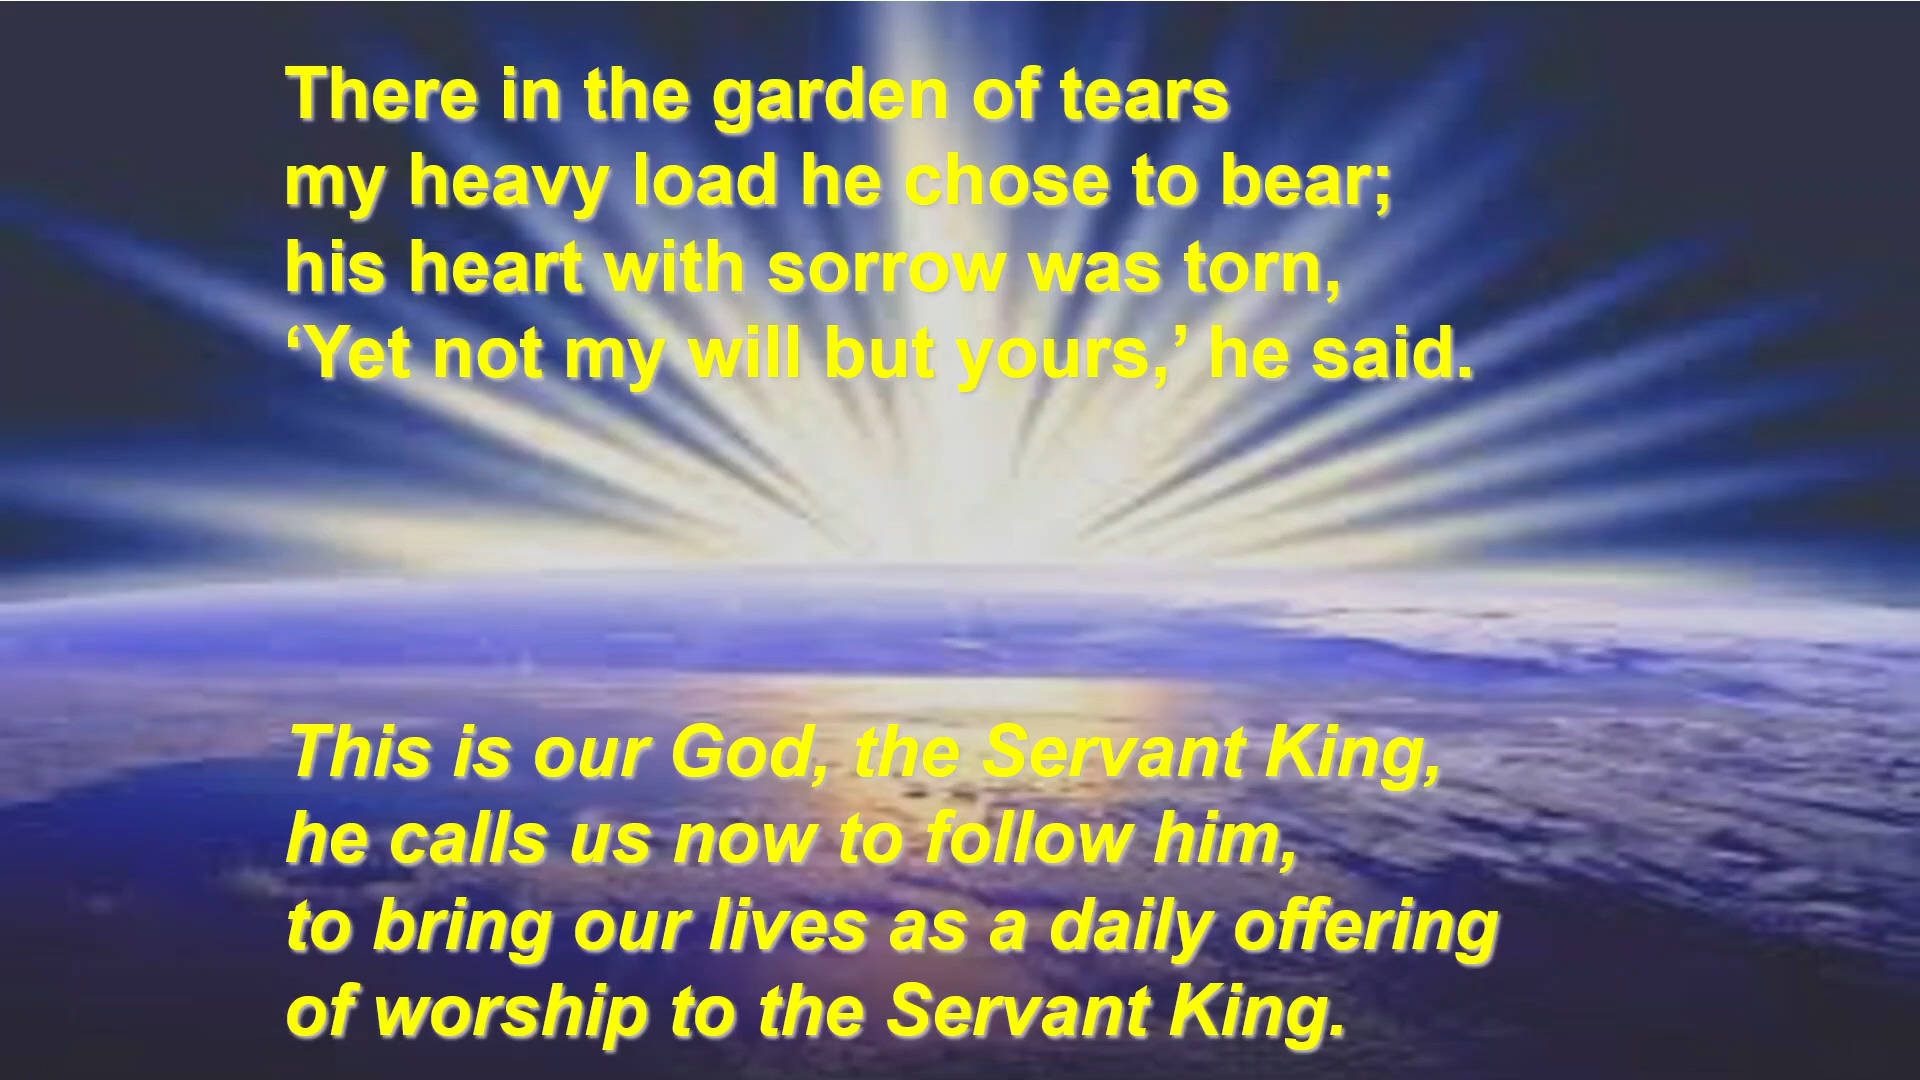 There in the garden of tears
my heavy load he chose to bear;
his heart with sorrow was torn,
‘Yet not my will but yours,’ he said.
This is our God, the Servant King,
he calls us now to follow him,
to bring our lives as a daily offering
of worship to the Servant King.